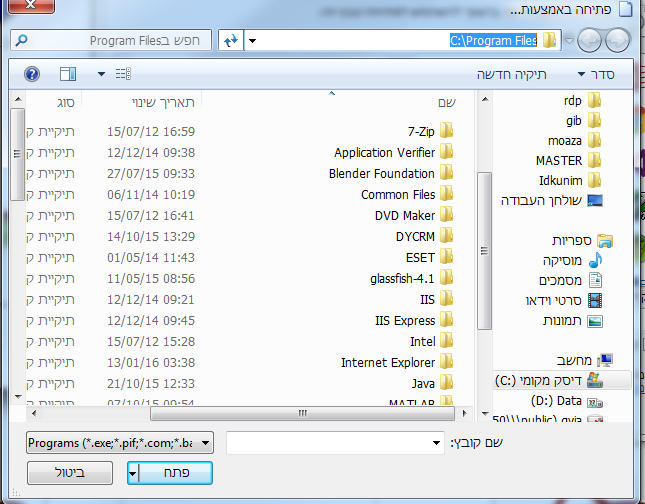 פתיחה באמצעות...
C:\Program Files
חפש בProgram Files
סדר
תיקיה חדשה
rdp
gib
moaza
MASTER
Idkunim
שולחן העבודה
ספריות
מוסיקה
מסמכים
סרטי וידאו
תמונות
מחשב
דיסק מקומי (C:)
Data (D:)
שם תאריך שינוי סוג
7-Zip 15/07/12 16:59 תיקיית ק
Application Verifier 12/12/14 09:38 תיקיית ק
Blender Foundation 27/07/15 09:33 תיקיית ק
Common Files 06/11/14 10:19 תיקיית ק
DVD Maker 15/07/12 16:41 תיקיית ק
DYCRM 14/10/15 13:29 תיקיית ק
ESET 01/05/14 11:43 תיקיית ק
glassfish-4.1 11/05/15 08:56 תיקיית ק
IIS 12/12/14 09:21 תיקיית ק
IIS Express 12/12/14 09:45 תיקיית ק
Intel 15/07/12 15:28 תיקיית ק
Internet Explorer 13/01/16 03:38 תיקיית ק
Java 21/10/15 12:33 תיקיית ק
MATLAB 07/10/15 09:54 תיקיית ק
שם קובץ:
Programs (*.exe;*.pif;*.com;*.ba
פתח
ביטול